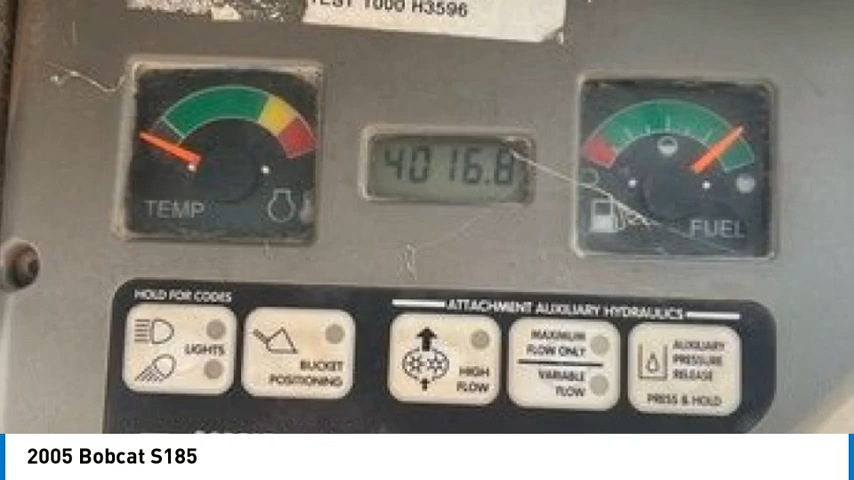 TEST 1000 H3596
4016.8
TEMP
FUEL
HOLD FOR CODES
LIGHTS
BUCKET
POSITIONING
ATTACHMENT AUXILIARY HYDRAULICS
HIGH
FLOW
MAXIMUM
FLOW ONLY
VARIABLE
FLOW
AUXILIARY
PRESSURE
RELEASE
PRESS & HOLD
2005 Bobcat S185